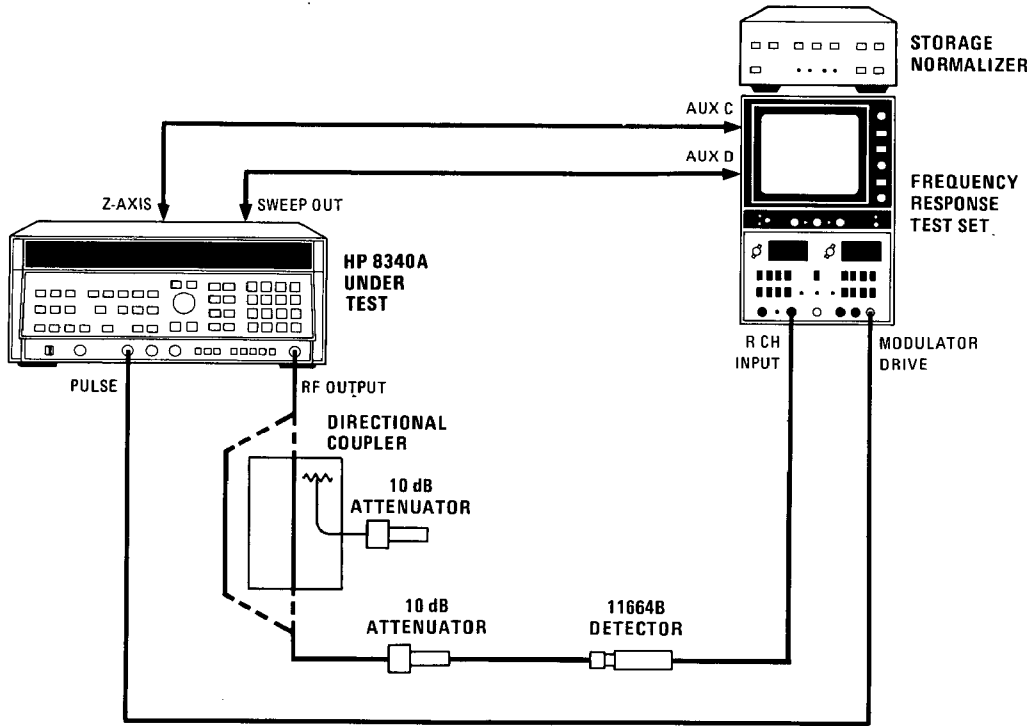 STORAGE
NORMALIZER
AUX C
AUX D
Z-AXIS
SWEEP OUT
FREQUENCY
RESPONSE
TEST SET
HP 8340A
UNDER
TEST
R CH
INPUT
MODULATOR
DRIVE
PULSE
RF OUTPUT
DIRECTIONAL
COUPLER
10 dB
ATTENUATOR
10 dB
ATTENUATOR
11664B
DETECTOR